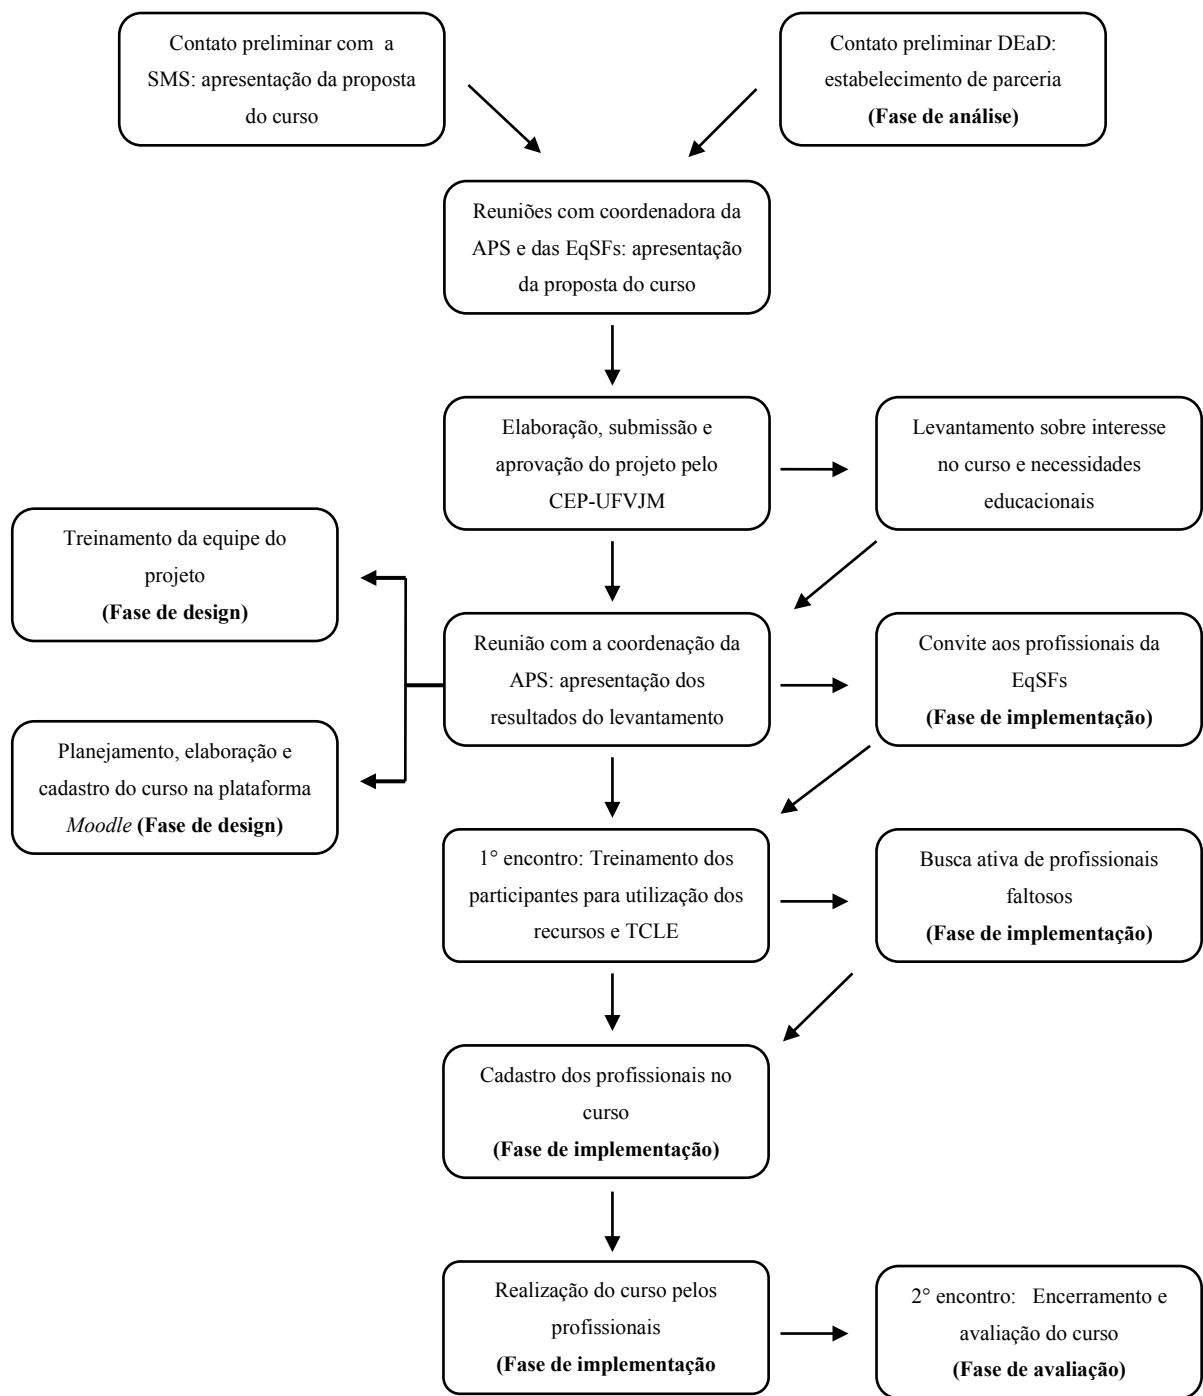 Contato preliminar com a
SMS: apresentação da proposta
do curso
Contato preliminar DEaD:
estabelecimento de parceria
(Fase de análise)
Reuniões com coordenadora da
APS e das EqSFs: apresentação
da proposta do curso
Elaboração, submissão e
aprovação do projeto pelo
CEP-UFVJM
Levantamento sobre interesse
no curso e necessidades
educacionais
Treinamento da equipe do
projeto
(Fase de design)
Reunião com a coordenação da
APS: apresentação dos
resultados do levantamento
Convite aos profissionais da
EqSFs
(Fase de implementação)
Planejamento, elaboração e
cadastro do curso na plataforma
Moodle (Fase de design)
1° encontro: Treinamento dos
participantes para utilização dos
recursos e TCLE
Busca ativa de profissionais
faltosos
(Fase de implementação)
Cadastro dos profissionais no
curso
(Fase de implementação)
Realização do curso pelos
profissionais
(Fase de implementação
2° encontro: Encerramento e
avaliação do curso
(Fase de avaliação)